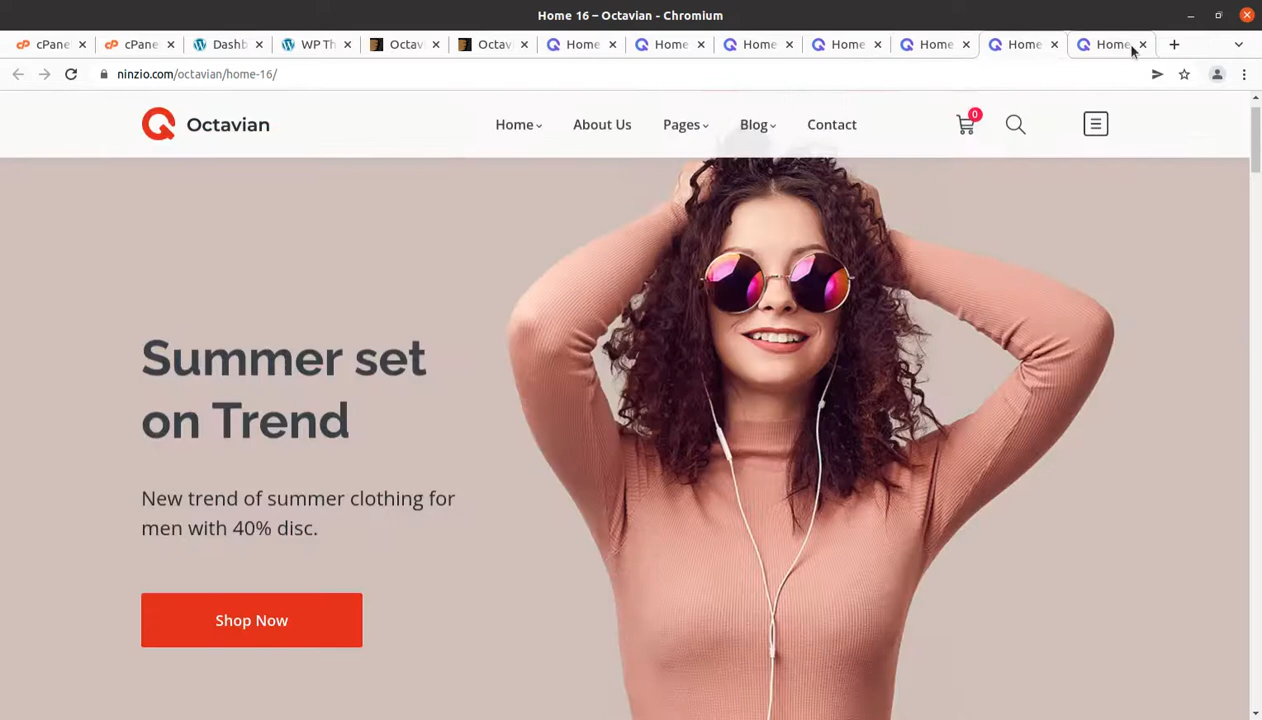 Home 16 – Octavian - Chromium
cPane
cPane
Dashb
WP Th
Octavi
Octavi
Home
Home
Home
Home
Home
Home
Home
ninzio.com/octavian/home-16/
Octavian
Home
About Us
Pages
Blog
Contact
0
Summer set
on Trend
New trend of summer clothing for
men with 40% disc.
Shop Now